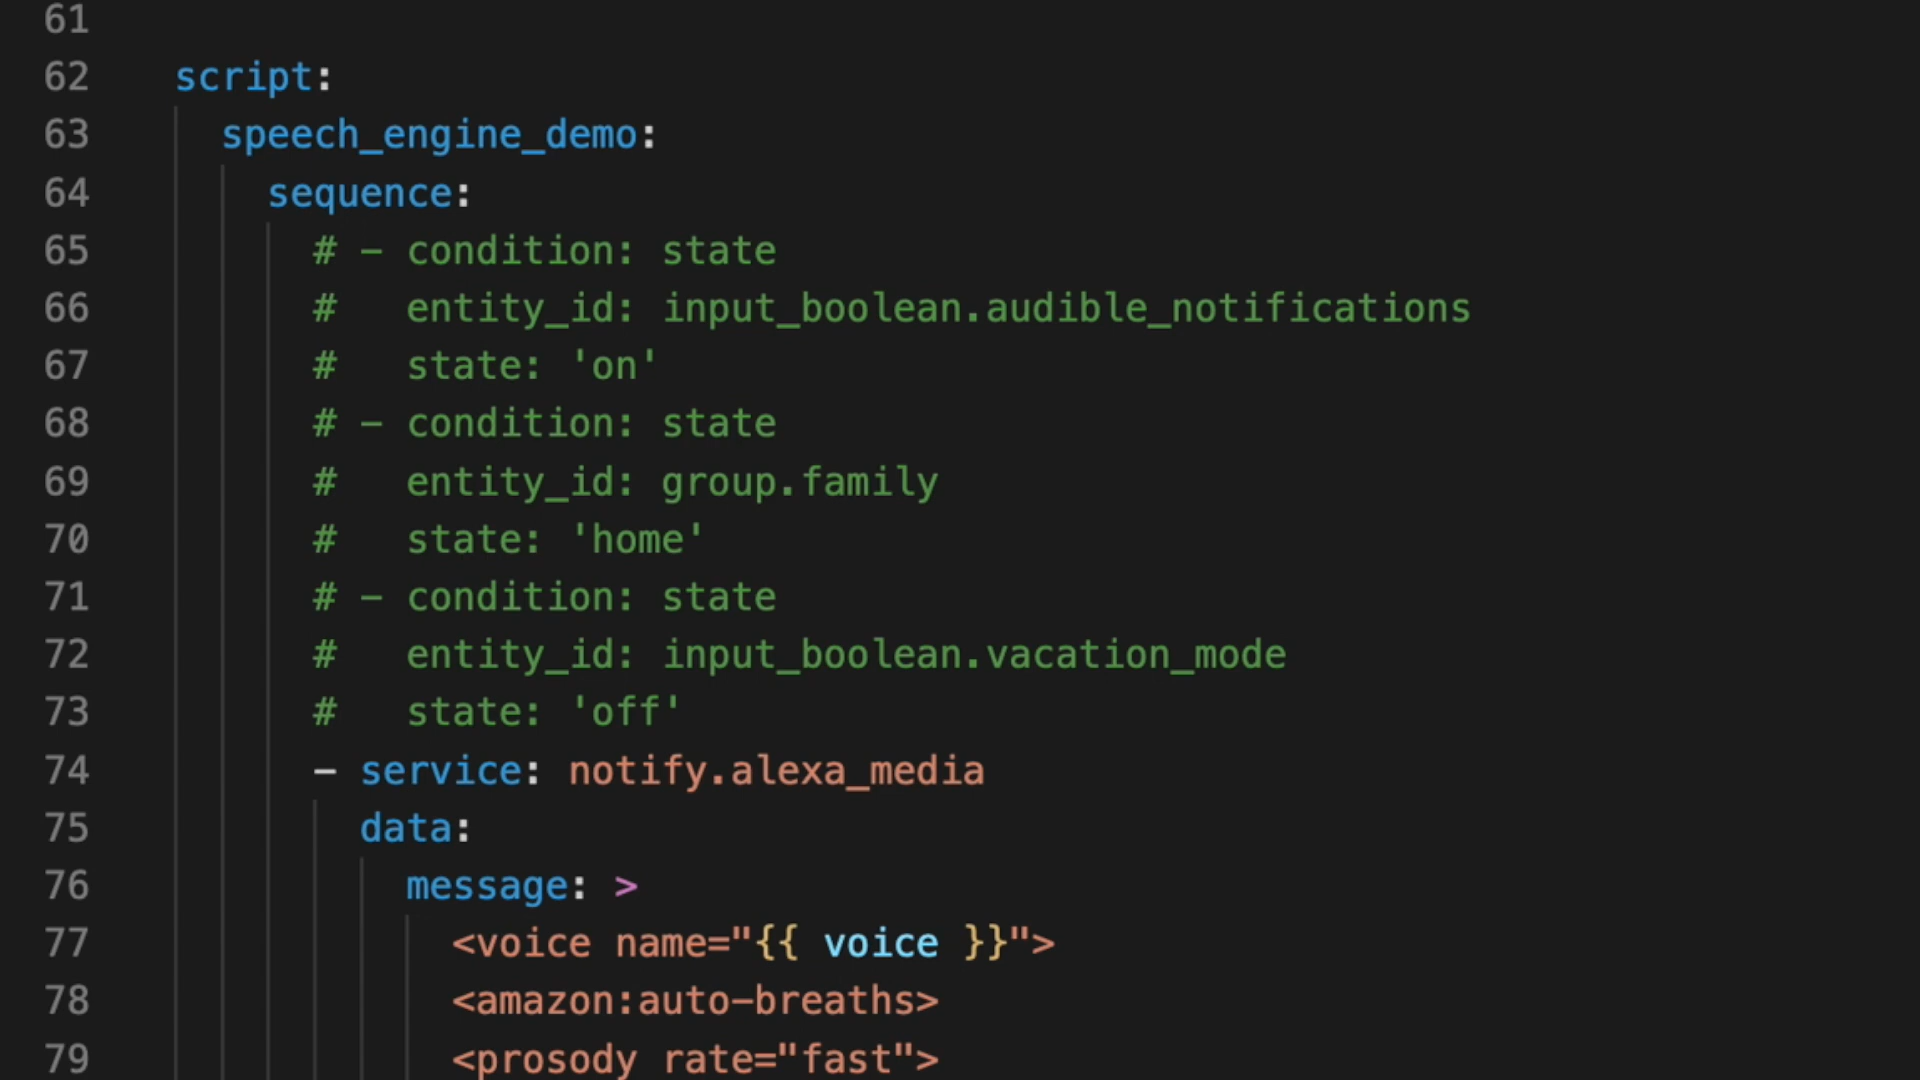 61
62 script:
63 speech_engine_demo:
64 sequence:
65 # - condition: state
66 #   entity_id: input_boolean.audible_notifications
67 #   state: 'on'
68 # - condition: state
69 #   entity_id: group.family
70 #   state: 'home'
71 # - condition: state
72 #   entity_id: input_boolean.vacation_mode
73 #   state: 'off'
74 - service: notify.alexa_media
75 data:
76 message: >
77 <voice name="{{ voice }}">
78 <amazon:auto-breaths>
79 <prosody rate="fast">